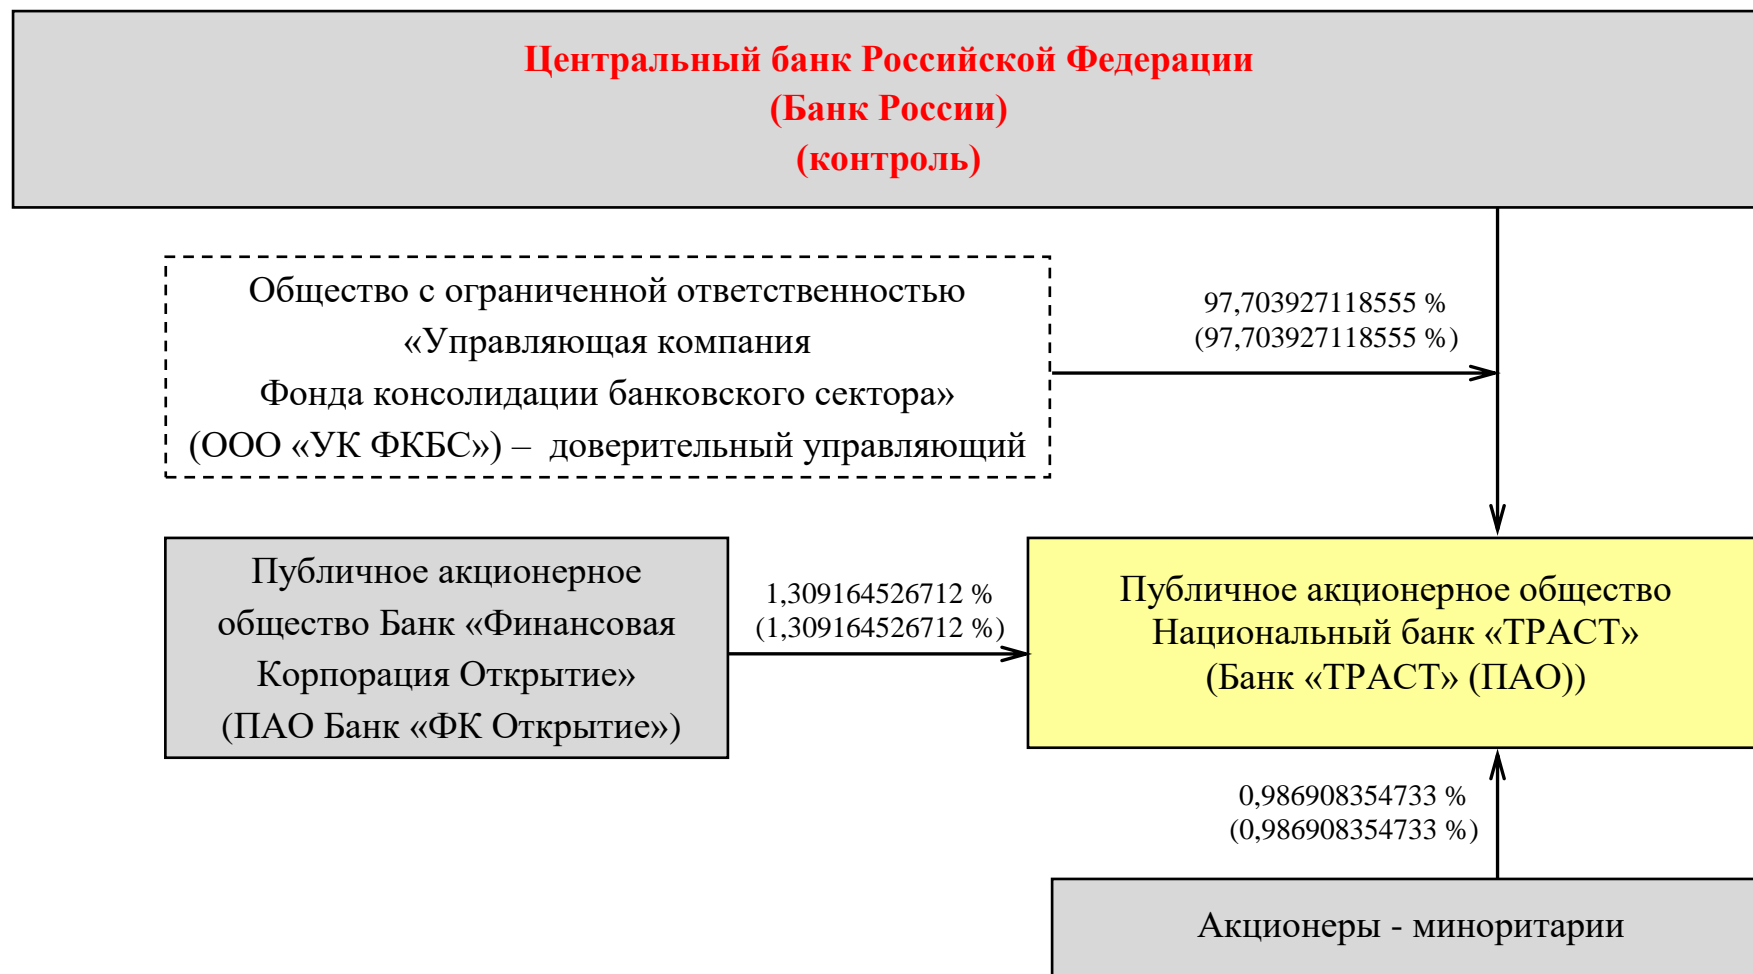 Центральный банк Российской Федерации
(Банк России)
(контроль)
Общество с ограниченной ответственностью
«Управляющая компания
Фонда консолидации банковского сектора»
(ООО «УК ФКБС») – доверительный управляющий
97,703927118555 %
(97,703927118555 %)
Публичное акционерное
общество Банк «Финансовая
Корпорация Открытие»
(ПАО Банк «ФК Открытие»)
1,309164526712 %
(1,309164526712 %)
Публичное акционерное общество
Национальный банк «ТРАСТ»
(Банк «ТРАСТ» (ПАО))
0,986908354733 %
(0,986908354733 %)
Акционеры - миноритарии